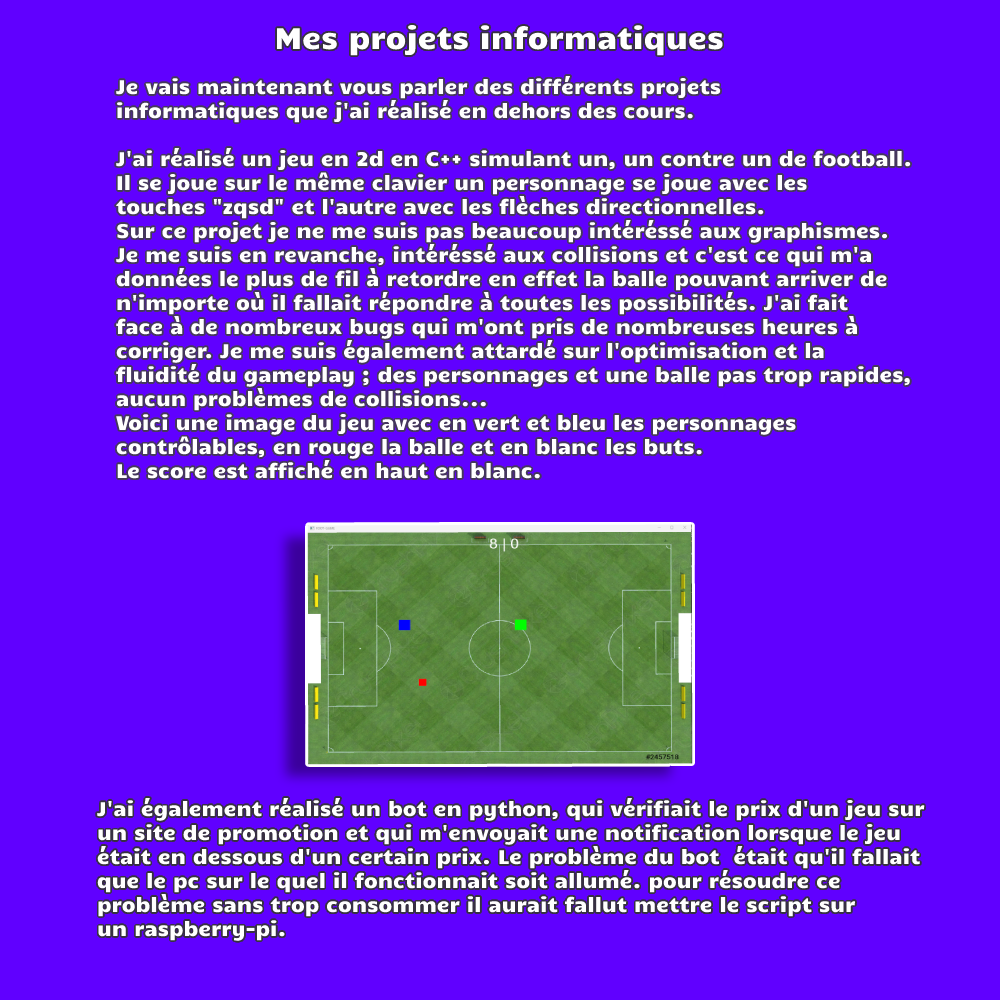 Mes projets informatiques
Je vais maintenant vous parler des différents projets
informatiques que j'ai réalisé en dehors des cours.
J'ai réalisé un jeu en 2d en C++ simulant un, un contre un de football.
Il se joue sur le même clavier un personnage se joue avec les
touches "zqsd" et l'autre avec les flèches directionnelles.
Sur ce projet je ne me suis pas beaucoup intéréssé aux graphismes.
Je me suis en revanche, intéréssé aux collisions et c'est ce qui m'a
données le plus de fil à retordre en effet la balle pouvant arriver de
n'importe où il fallait répondre à toutes les possibilités. J'ai fait
face à de nombreux bugs qui m'ont pris de nombreuses heures à
corriger. Je me suis également attardé sur l'optimisation et la
fluidité du gameplay ; des personnages et une balle pas trop rapides,
aucun problèmes de collisions...
Voici une image du jeu avec en vert et bleu les personnages
contrôlables, en rouge la balle et en blanc les buts.
Le score est affiché en haut en blanc.
8 | 0
#2457518
J'ai également réalisé un bot en python, qui vérifiait le prix d'un jeu sur
un site de promotion et qui m'envoyait une notification lorsque le jeu
était en dessous d'un certain prix. Le problème du bot  était qu'il fallait
que le pc sur le quel il fonctionnait soit allumé. pour résoudre ce
problème sans trop consommer il aurait fallut mettre le script sur
un raspberry-pi.